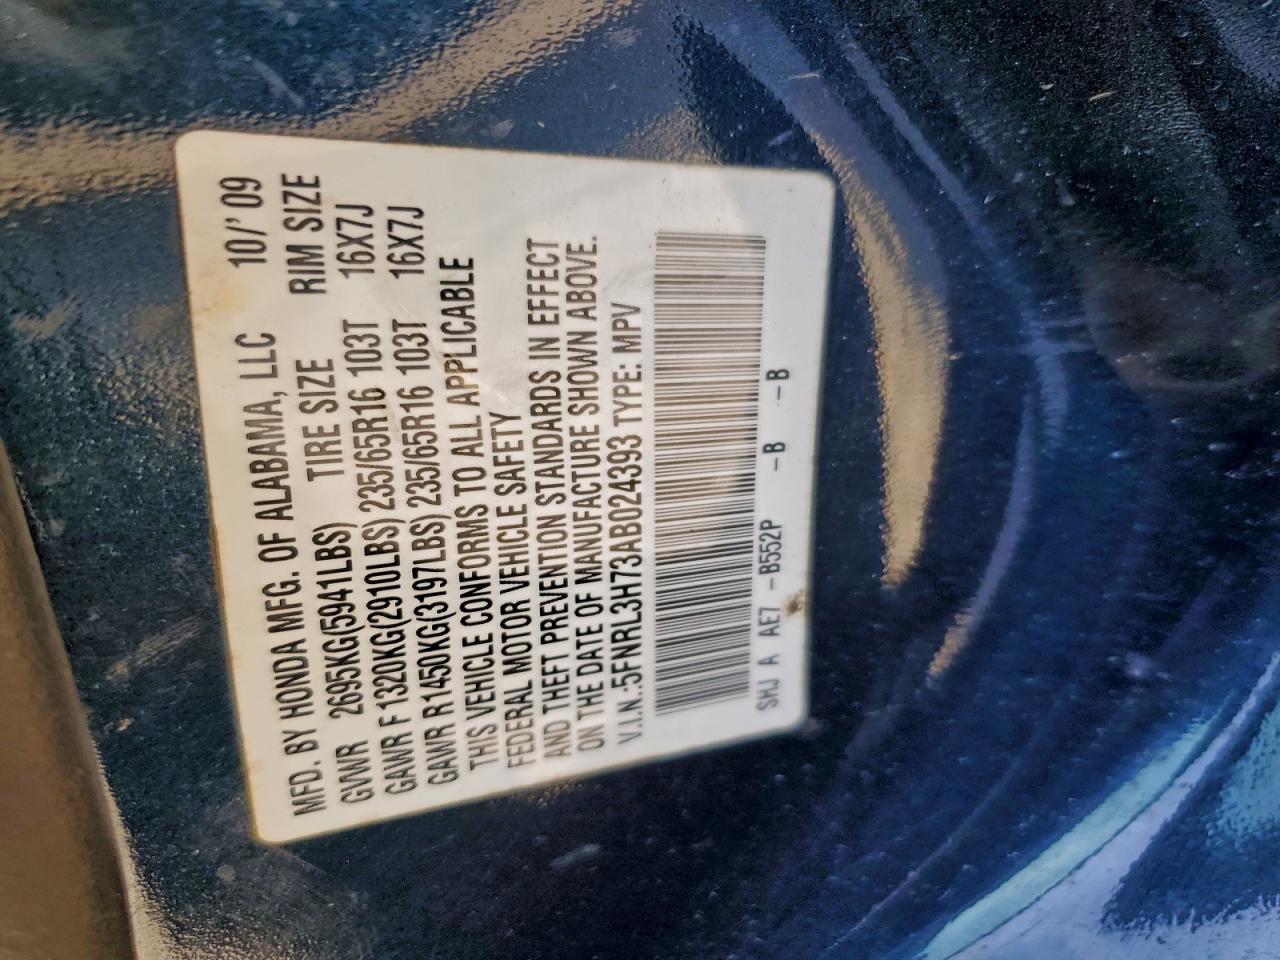 MFD. BY HONDA MFG. OF ALABAMA, LLC 10/' 09
GVWR 2695KG(5941LBS) TIRE SIZE RIM SIZE
GAWR F 1320KG(2910LBS) 235/65R16 103T 16X7J
GAWR R 1450KG(3197LBS) 235/65R16 103T 16X7J
THIS VEHICLE CONFORMS TO ALL APPLICABLE
FEDERAL MOTOR VEHICLE SAFETY
AND THEFT PREVENTION STANDARDS IN EFFECT
ON THE DATE OF MANUFACTURE SHOWN ABOVE.
V.I.N.:5FNRL3H73AB024393 TYPE: MPV
SHJ A AE7 -B552P -B -B